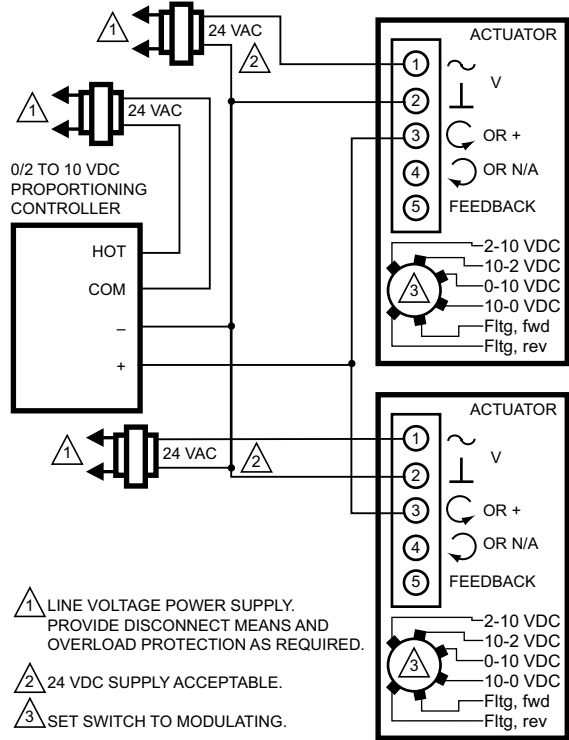 1
24 VAC
2
1
24 VAC
0/2 TO 10 VDC
PROPORTIONING
CONTROLLER
HOT
COM
–
+
ACTUATOR
1
V
2
3 OR +
4 OR N/A
5 FEEDBACK
2-10 VDC
10-2 VDC
0-10 VDC
10-0 VDC
Fltg, fwd
Fltg, rev
3
1
24 VAC
2
ACTUATOR
1
V
2
3 OR +
4 OR N/A
5 FEEDBACK
2-10 VDC
10-2 VDC
0-10 VDC
10-0 VDC
Fltg, fwd
Fltg, rev
3
1 LINE VOLTAGE POWER SUPPLY.
PROVIDE DISCONNECT MEANS AND
OVERLOAD PROTECTION AS REQUIRED.
2 24 VDC SUPPLY ACCEPTABLE.
3 SET SWITCH TO MODULATING.